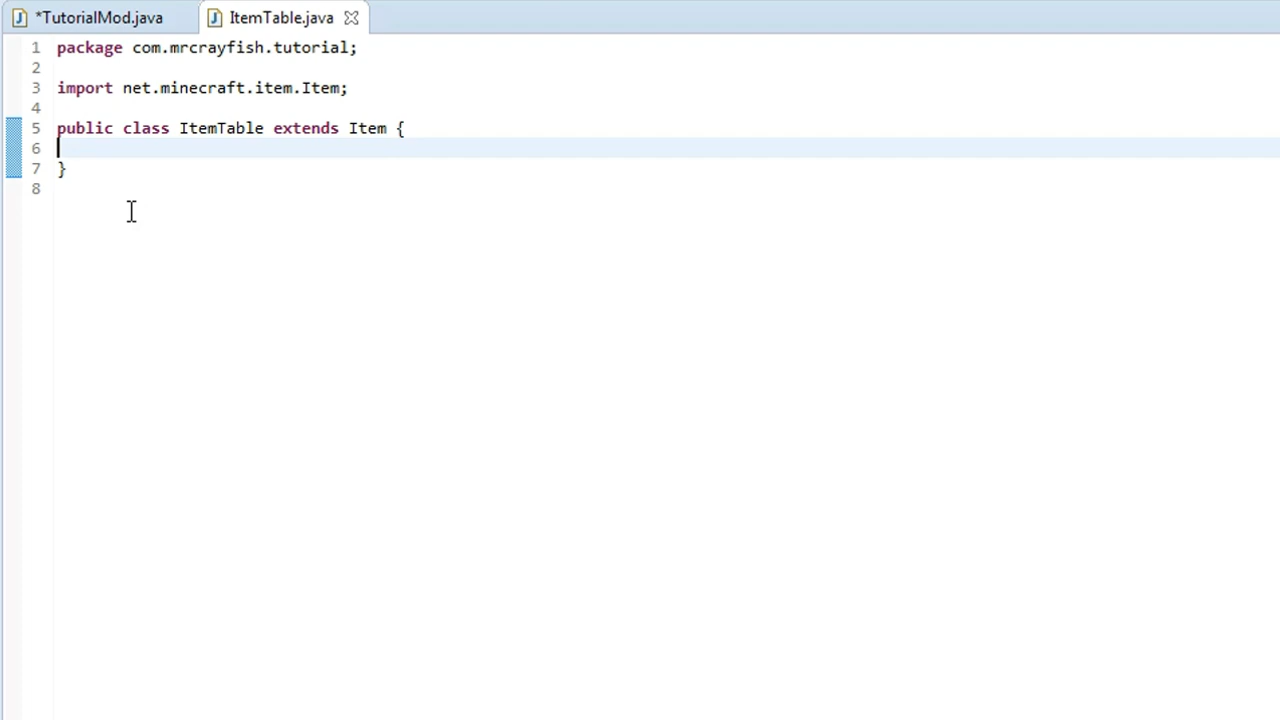 *TutorialMod.java
ItemTable.java
1 package com.mrcrayfish.tutorial;
2
3 import net.minecraft.item.Item;
4
5 public class ItemTable extends Item {
6
7 }
8